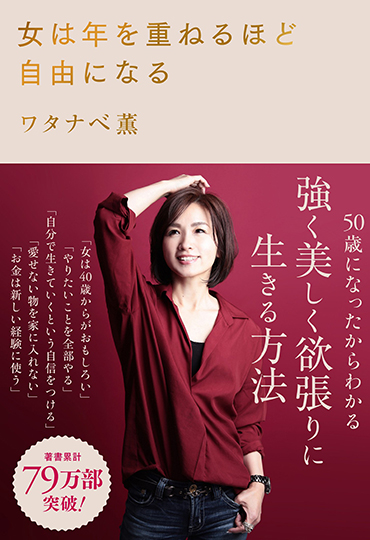 女は年を重ねるほど
自由になる
ワタナベ薫
50歳になったからわかる
強く美しく欲張りに
生きる方法
「女は40歳からがおもしろい」
「やりたいことを全部やる」
「自分で生きていくという自信をつける」
「愛せない物を家に入れない」
「お金は新しい経験に使う」
著書累計
79万部
突破!